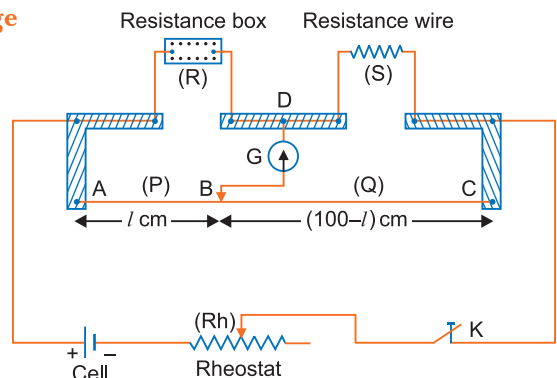 ge
Resistance box Resistance wire
(R) (S)
D
G
A (P) B (Q) C
l cm (100–l) cm
(Rh)
K
+ –
Cell Rheostat